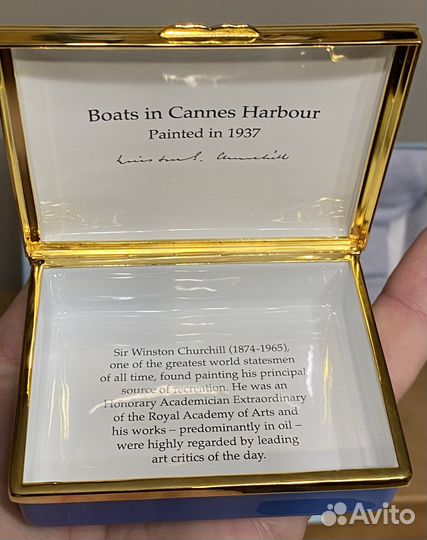 Boats in Cannes Harbour
Painted in 1937
Winston S. Churchill
Sir Winston Churchill (1874-1965),
one of the greatest world statesmen
of all time, found painting his principal
source of recreation. He was an
Honorary Academician Extraordinary
of the Royal Academy of Arts and
his works – predominantly in oil –
were highly regarded by leading
art critics of the day.
Avito